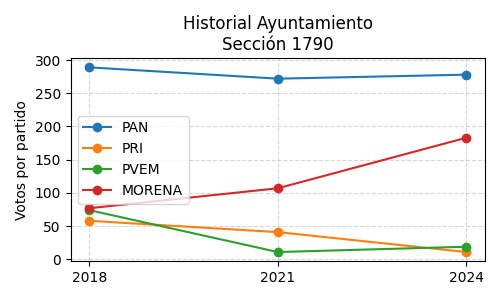 Historial Ayuntamiento
Sección 1790
Votos por partido
300
250
200
150
100
50
0
PAN
PRI
PVEM
MORENA
2018
2021
2024